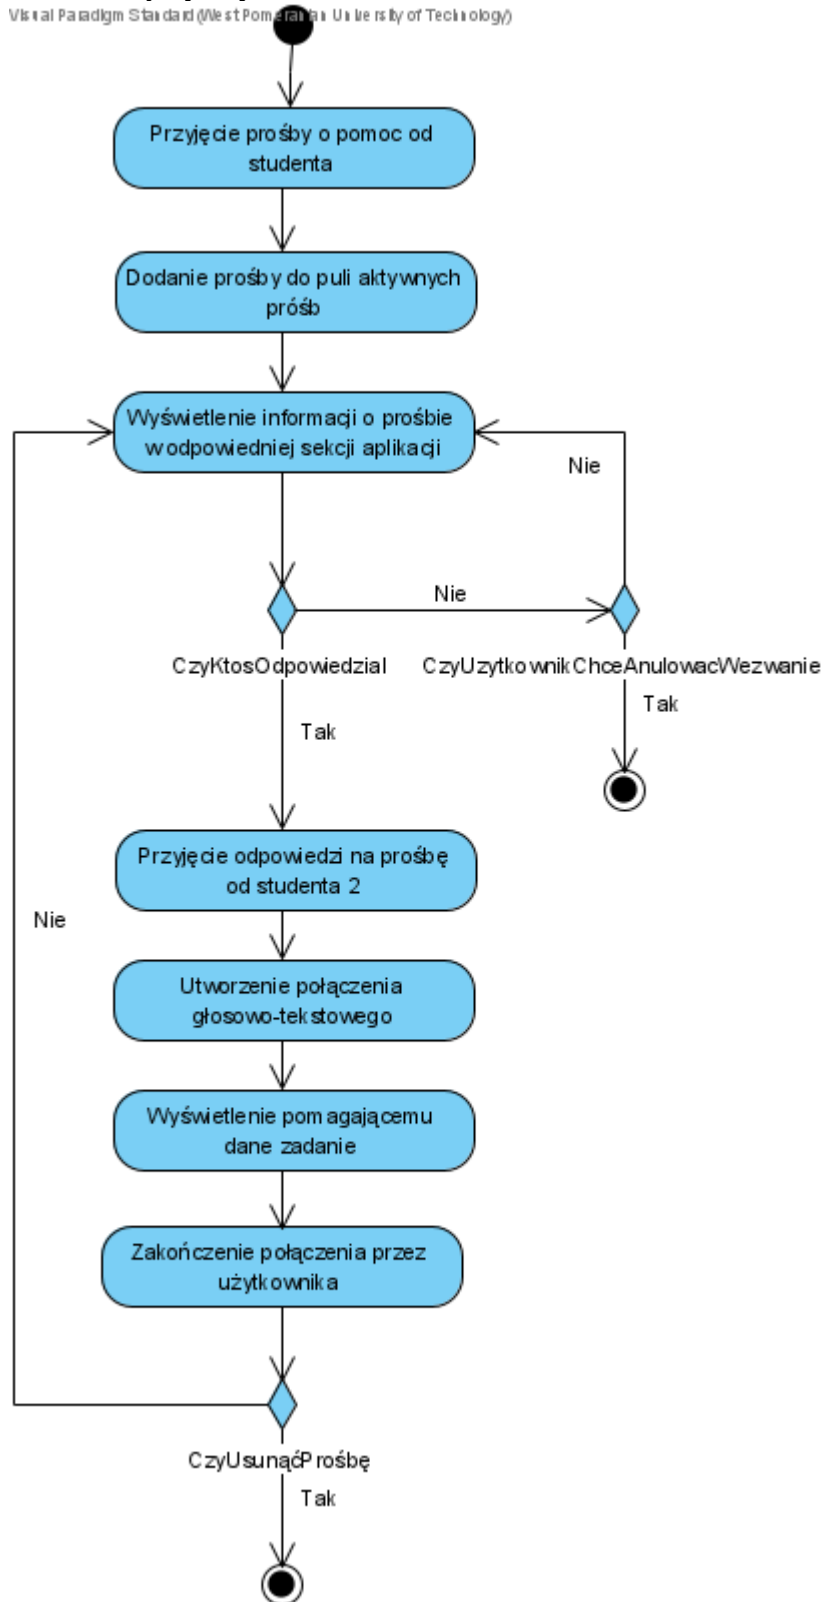 Visual Paradigm Standard (West Pomeranian University of Technology)
Przyjęcie prośby o pomoc od
studenta
Dodanie prośby do puli aktywnych
próśb
Wyświetlenie informacji o prośbie
w odpowiedniej sekcji aplikacji
Nie
Nie
CzyKtosOdpowiedzial
CzyUzytkownikChceAnulowacWezwanie
Tak
Tak
Przyjęcie odpowiedzi na prośbę
od studenta 2
Nie
Utworzenie połączenia
głosowo-tekstowego
Wyświetlenie pomagającemu
dane zadanie
Zakończenie połączenia przez
użytkownika
CzyUsunąćProśbę
Tak